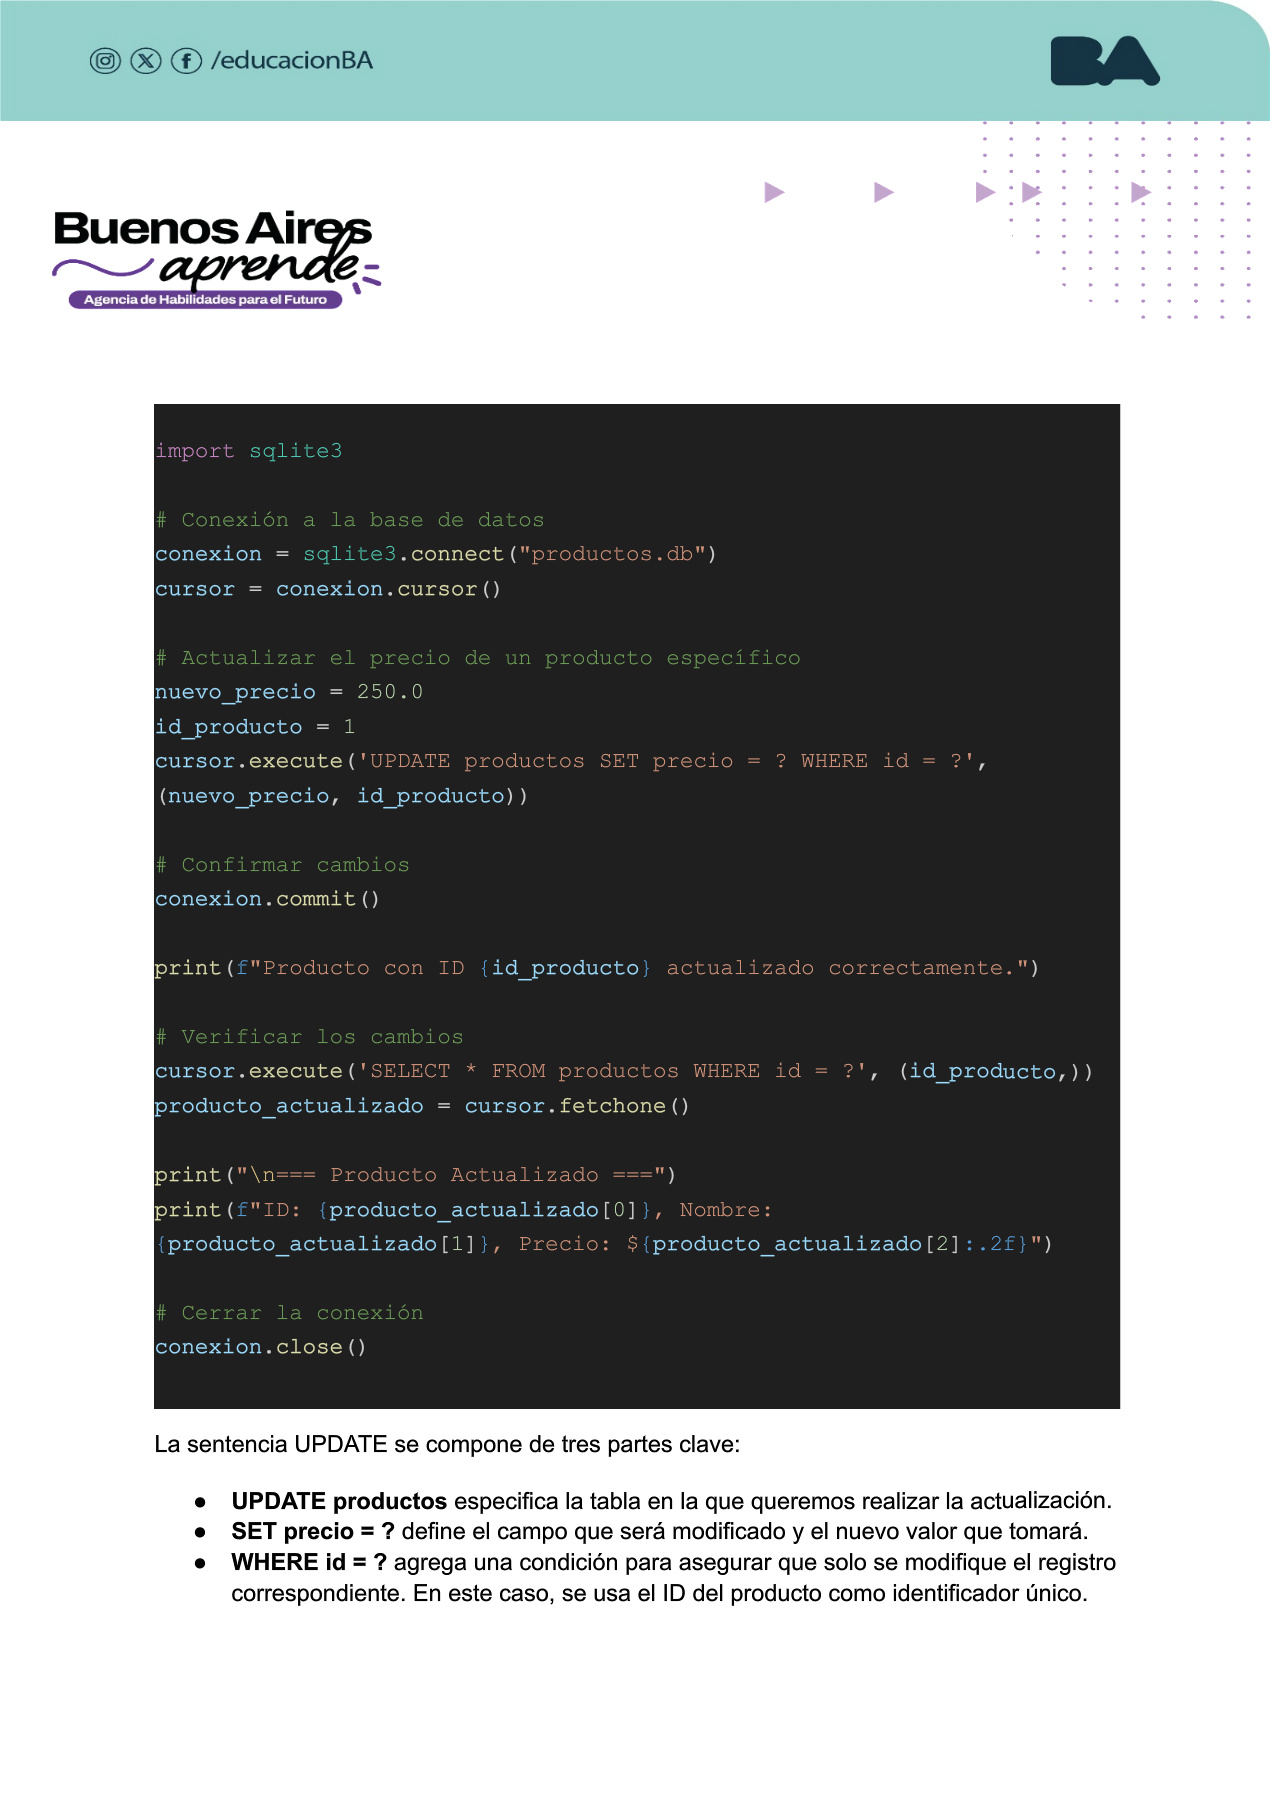 /educacionBA
BA
Buenos Aires
aprende
Agencia de Habilidades para el Futuro
import sqlite3
# Conexión a la base de datos
conexion = sqlite3.connect("productos.db")
cursor = conexion.cursor()
# Actualizar el precio de un producto específico
nuevo_precio = 250.0
id_producto = 1
cursor.execute('UPDATE productos SET precio = ? WHERE id = ?',
(nuevo_precio, id_producto))
# Confirmar cambios
conexion.commit()
print(f"Producto con ID {id_producto} actualizado correctamente.")
# Verificar los cambios
cursor.execute('SELECT * FROM productos WHERE id = ?', (id_producto,))
producto_actualizado = cursor.fetchone()
print("\n=== Producto Actualizado ===")
print(f"ID: {producto_actualizado[0]}, Nombre:
{producto_actualizado[1]}, Precio: ${producto_actualizado[2]:.2f}")
# Cerrar la conexión
conexion.close()
La sentencia UPDATE se compone de tres partes clave:
● UPDATE productos especifica la tabla en la que queremos realizar la actualización.
● SET precio = ? define el campo que será modificado y el nuevo valor que tomará.
● WHERE id = ? agrega una condición para asegurar que solo se modifique el registro
correspondiente. En este caso, se usa el ID del producto como identificador único.